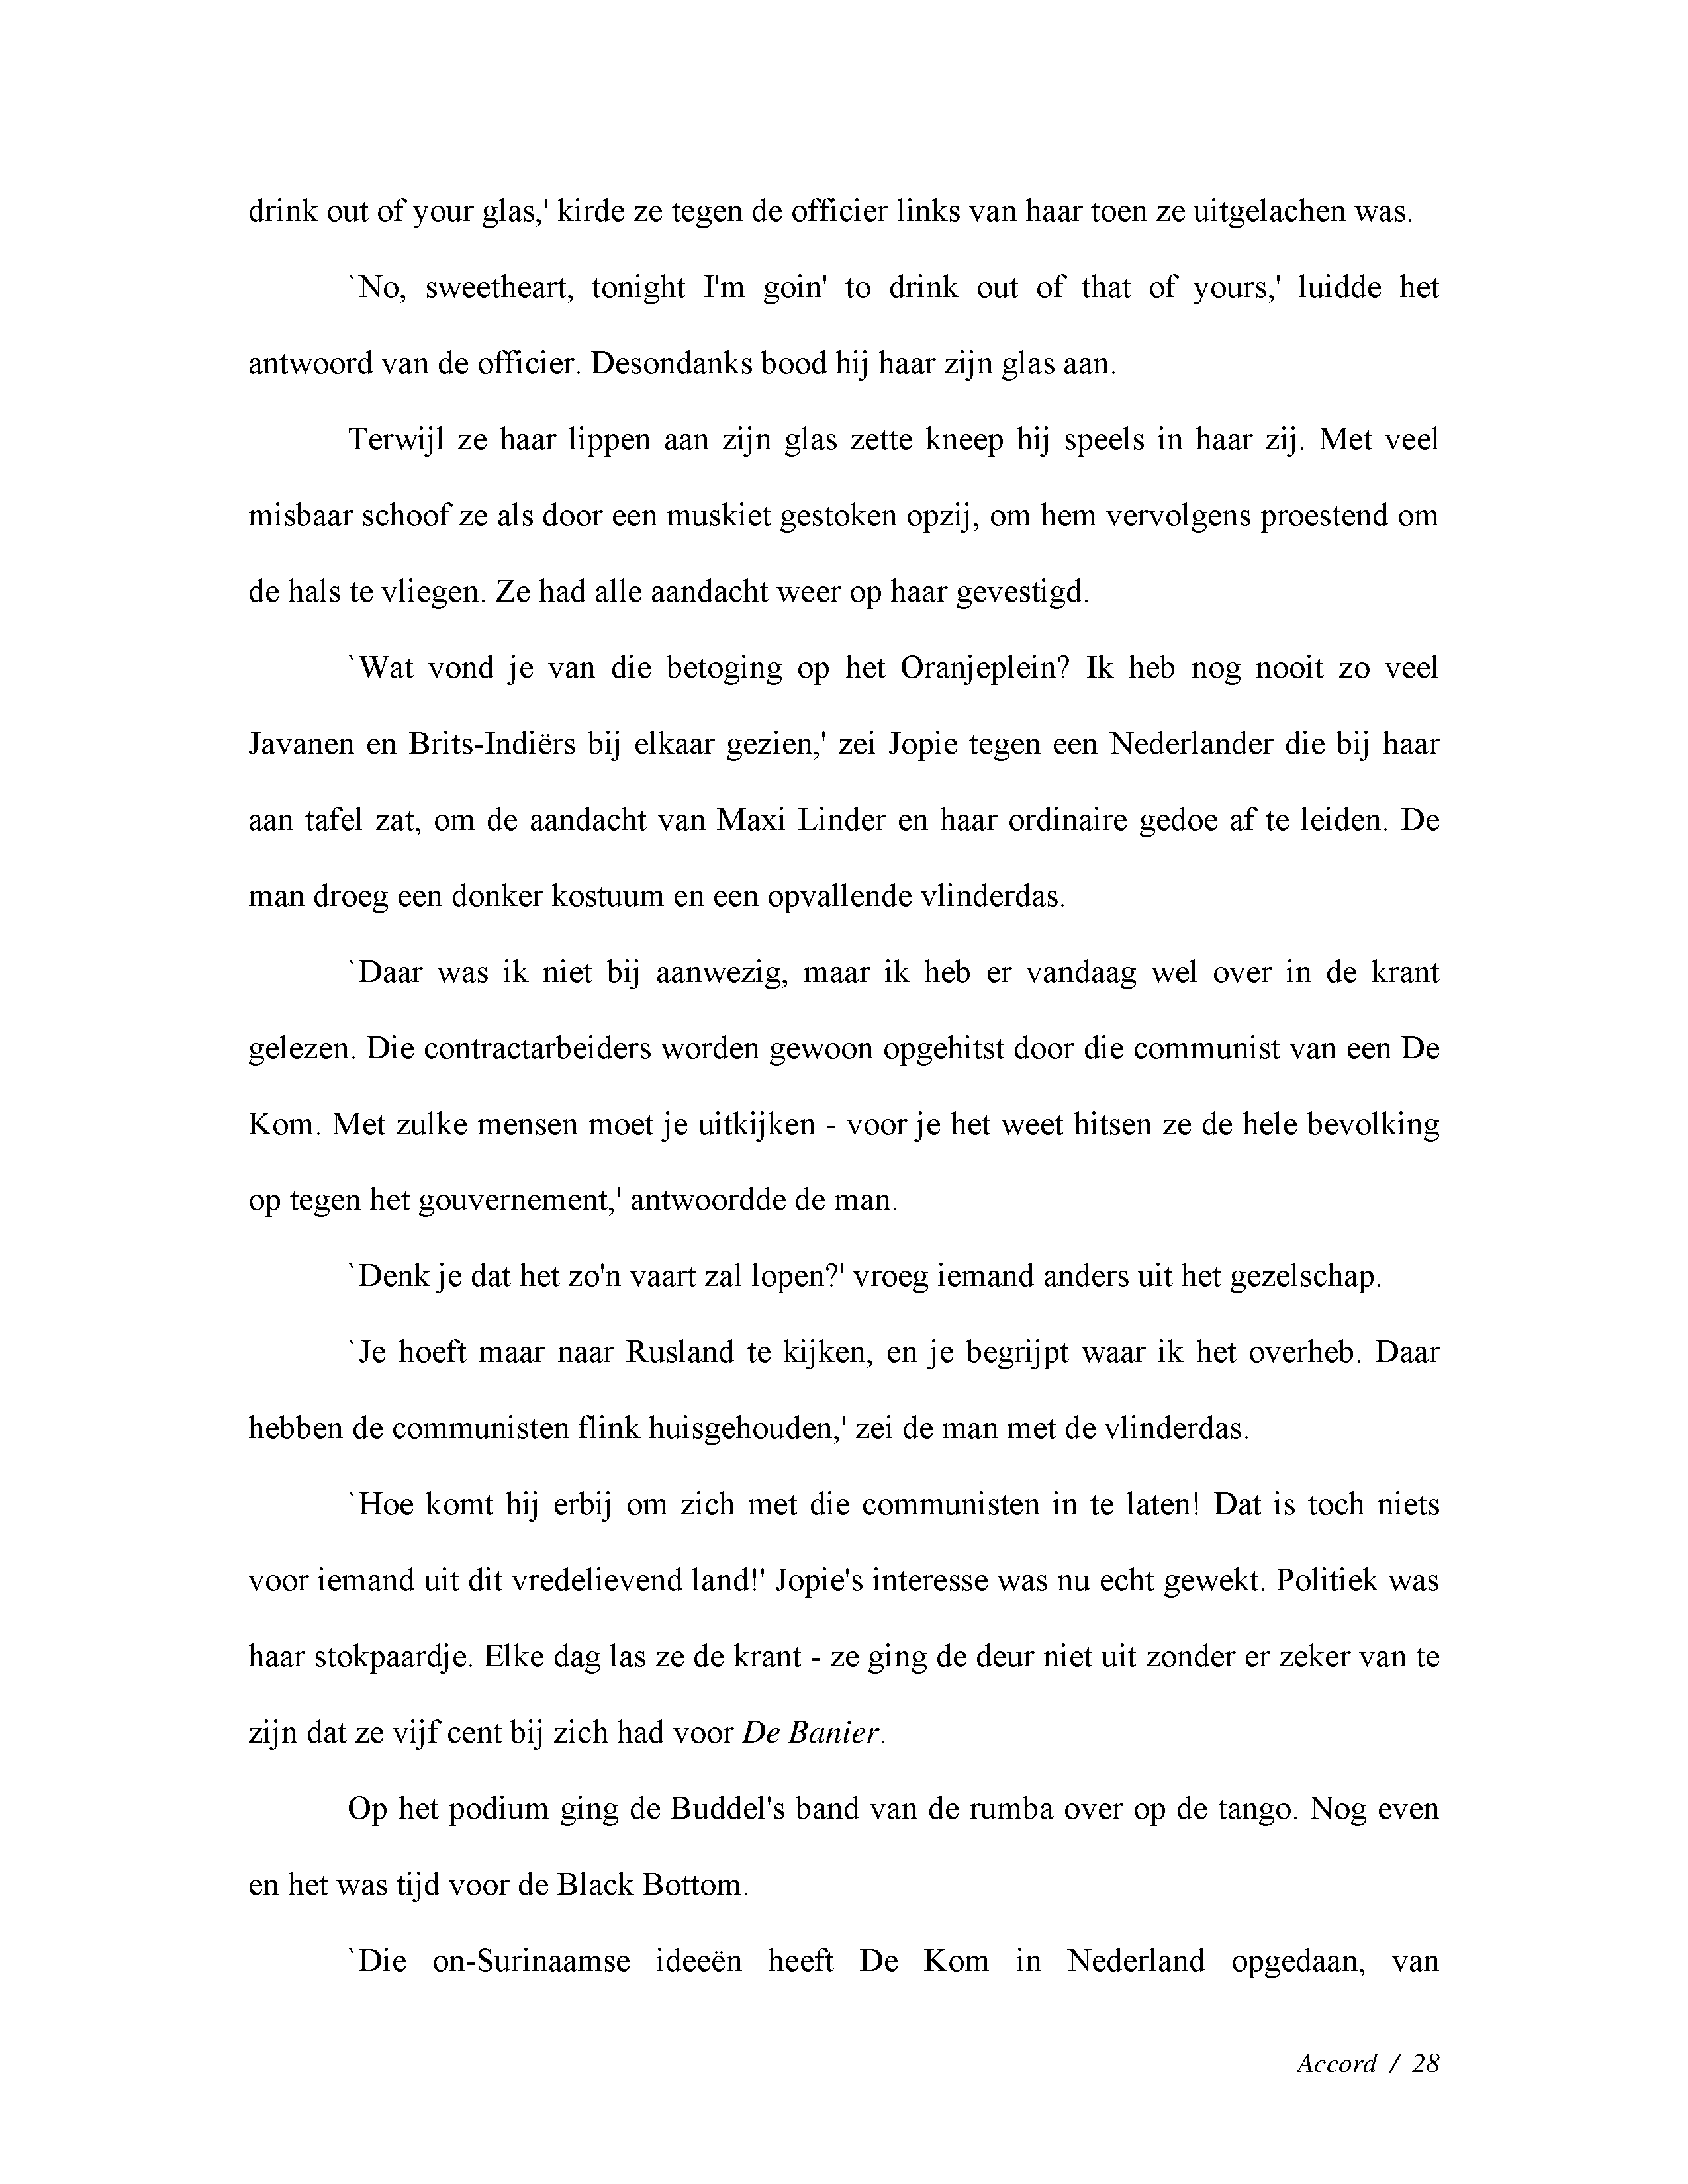 drink out of your glas,' kirde ze tegen de officier links van haar toen ze uitgelachen was.
`No, sweetheart, tonight I'm goin' to drink out of that of yours,' luidde het
antwoord van de officier. Desondanks bood hij haar zijn glas aan.
Terwijl ze haar lippen aan zijn glas zette kneep hij speels in haar zij. Met veel
misbaar schoof ze als door een muskiet gestoken opzij, om hem vervolgens proestend om
de hals te vliegen. Ze had alle aandacht weer op haar gevestigd.
`Wat vond je van die betoging op het Oranjeplein? Ik heb nog nooit zo veel
Javanen en Brits-Indiërs bij elkaar gezien,' zei Jopie tegen een Nederlander die bij haar
aan tafel zat, om de aandacht van Maxi Linder en haar ordinaire gedoe af te leiden. De
man droeg een donker kostuum en een opvallende vlinderdas.
`Daar was ik niet bij aanwezig, maar ik heb er vandaag wel over in de krant
gelezen. Die contractarbeiders worden gewoon opgehitst door die communist van een De
Kom. Met zulke mensen moet je uitkijken - voor je het weet hitsen ze de hele bevolking
op tegen het gouvernement,' antwoordde de man.
`Denk je dat het zo'n vaart zal lopen?' vroeg iemand anders uit het gezelschap.
`Je hoeft maar naar Rusland te kijken, en je begrijpt waar ik het overheb. Daar
hebben de communisten flink huisgehouden,' zei de man met de vlinderdas.
`Hoe komt hij erbij om zich met die communisten in te laten! Dat is toch niets
voor iemand uit dit vredelievend land!' Jopie's interesse was nu echt gewekt. Politiek was
haar stokpaardje. Elke dag las ze de krant - ze ging de deur niet uit zonder er zeker van te
zijn dat ze vijf cent bij zich had voor De Banier.
Op het podium ging de Buddel's band van de rumba over op de tango. Nog even
en het was tijd voor de Black Bottom.
`Die on-Surinaamse ideeën heeft De Kom in Nederland opgedaan, van
Accord / 28